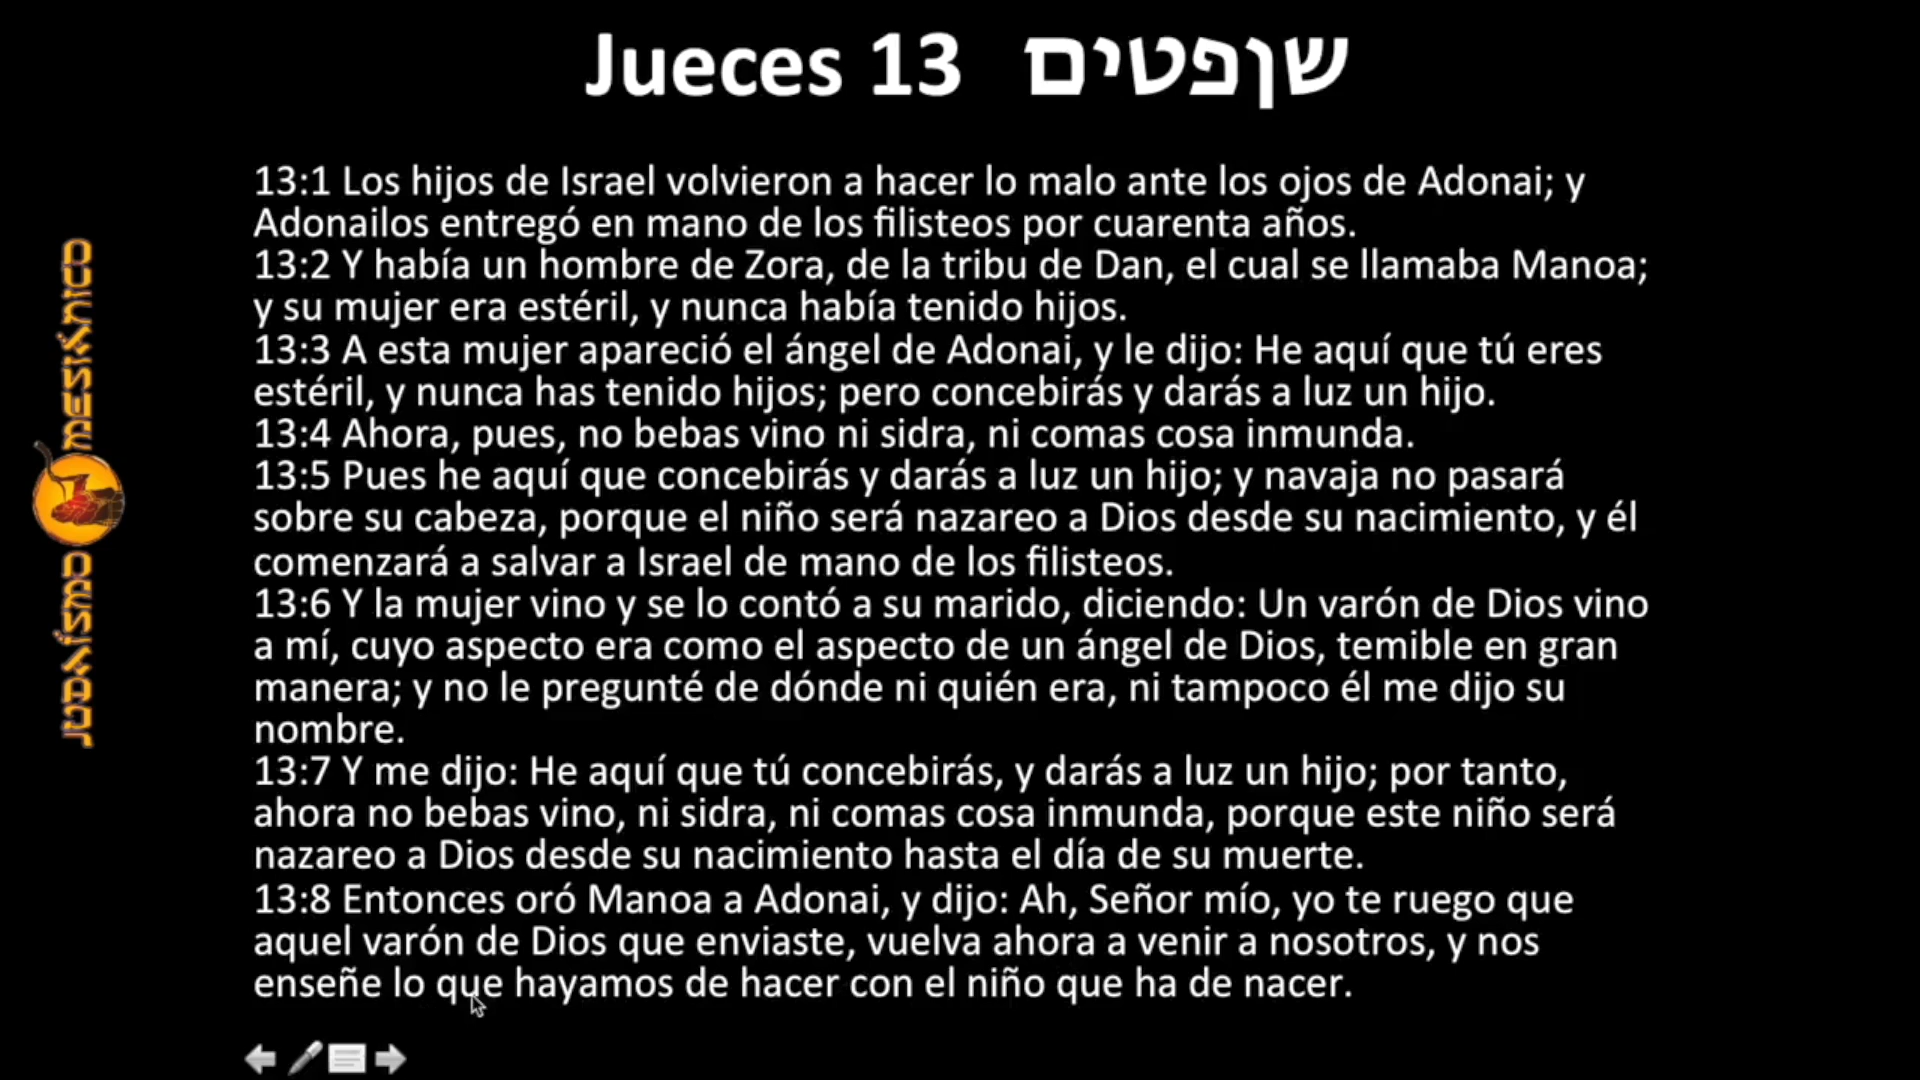 Jueces 13 שןפטים
13:1 Los hijos de Israel volvieron a hacer lo malo ante los ojos de Adonai; y
Adonailos entregó en mano de los filisteos por cuarenta años.
13:2 Y había un hombre de Zora, de la tribu de Dan, el cual se llamaba Manoa;
y su mujer era estéril, y nunca había tenido hijos.
13:3 A esta mujer apareció el ángel de Adonai, y le dijo: He aquí que tú eres
estéril, y nunca has tenido hijos; pero concebirás y darás a luz un hijo.
13:4 Ahora, pues, no bebas vino ni sidra, ni comas cosa inmunda.
13:5 Pues he aquí que concebirás y darás a luz un hijo; y navaja no pasará
sobre su cabeza, porque el niño será nazareo a Dios desde su nacimiento, y él
comenzará a salvar a Israel de mano de los filisteos.
13:6 Y la mujer vino y se lo contó a su marido, diciendo: Un varón de Dios vino
a mí, cuyo aspecto era como el aspecto de un ángel de Dios, temible en gran
manera; y no le pregunté de dónde ni quién era, ni tampoco él me dijo su
nombre.
13:7 Y me dijo: He aquí que tú concebirás, y darás a luz un hijo; por tanto,
ahora no bebas vino, ni sidra, ni comas cosa inmunda, porque este niño será
nazareo a Dios desde su nacimiento hasta el día de su muerte.
13:8 Entonces oró Manoa a Adonai, y dijo: Ah, Señor mío, yo te ruego que
aquel varón de Dios que enviaste, vuelva ahora a venir a nosotros, y nos
enseñe lo que hayamos de hacer con el niño que ha de nacer.
JUDAÍSMO MESIÁNICO